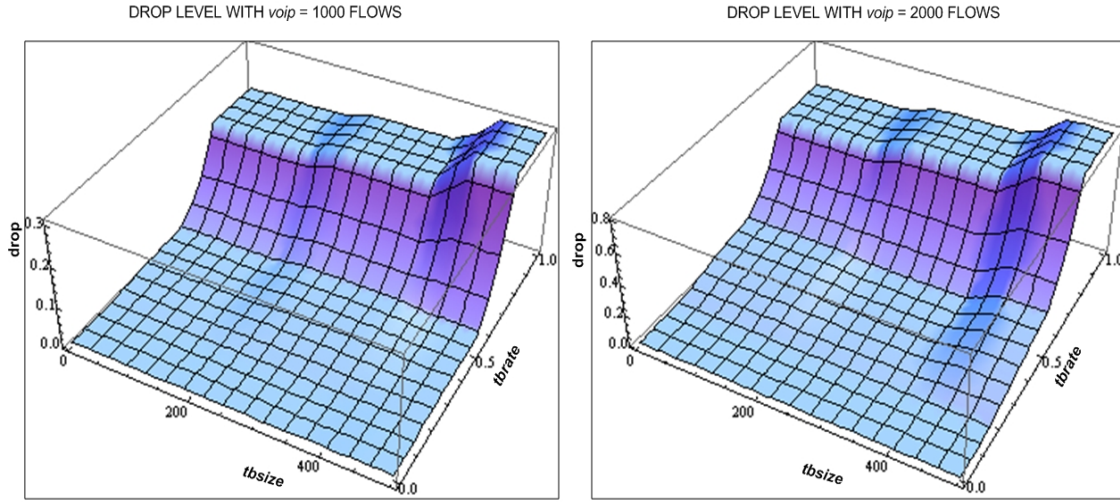 DROP LEVEL WITH voip = 1000 FLOWS
DROP LEVEL WITH voip = 2000 FLOWS
drop
0.3
0.2
0.1
0.0
0
200
400
tbsize
0.0
0.5
1.0
tbrate
drop
0.8
0.6
0.4
0.2
0.0
0
200
400
tbsize
0.0
0.5
1.0
tbrate